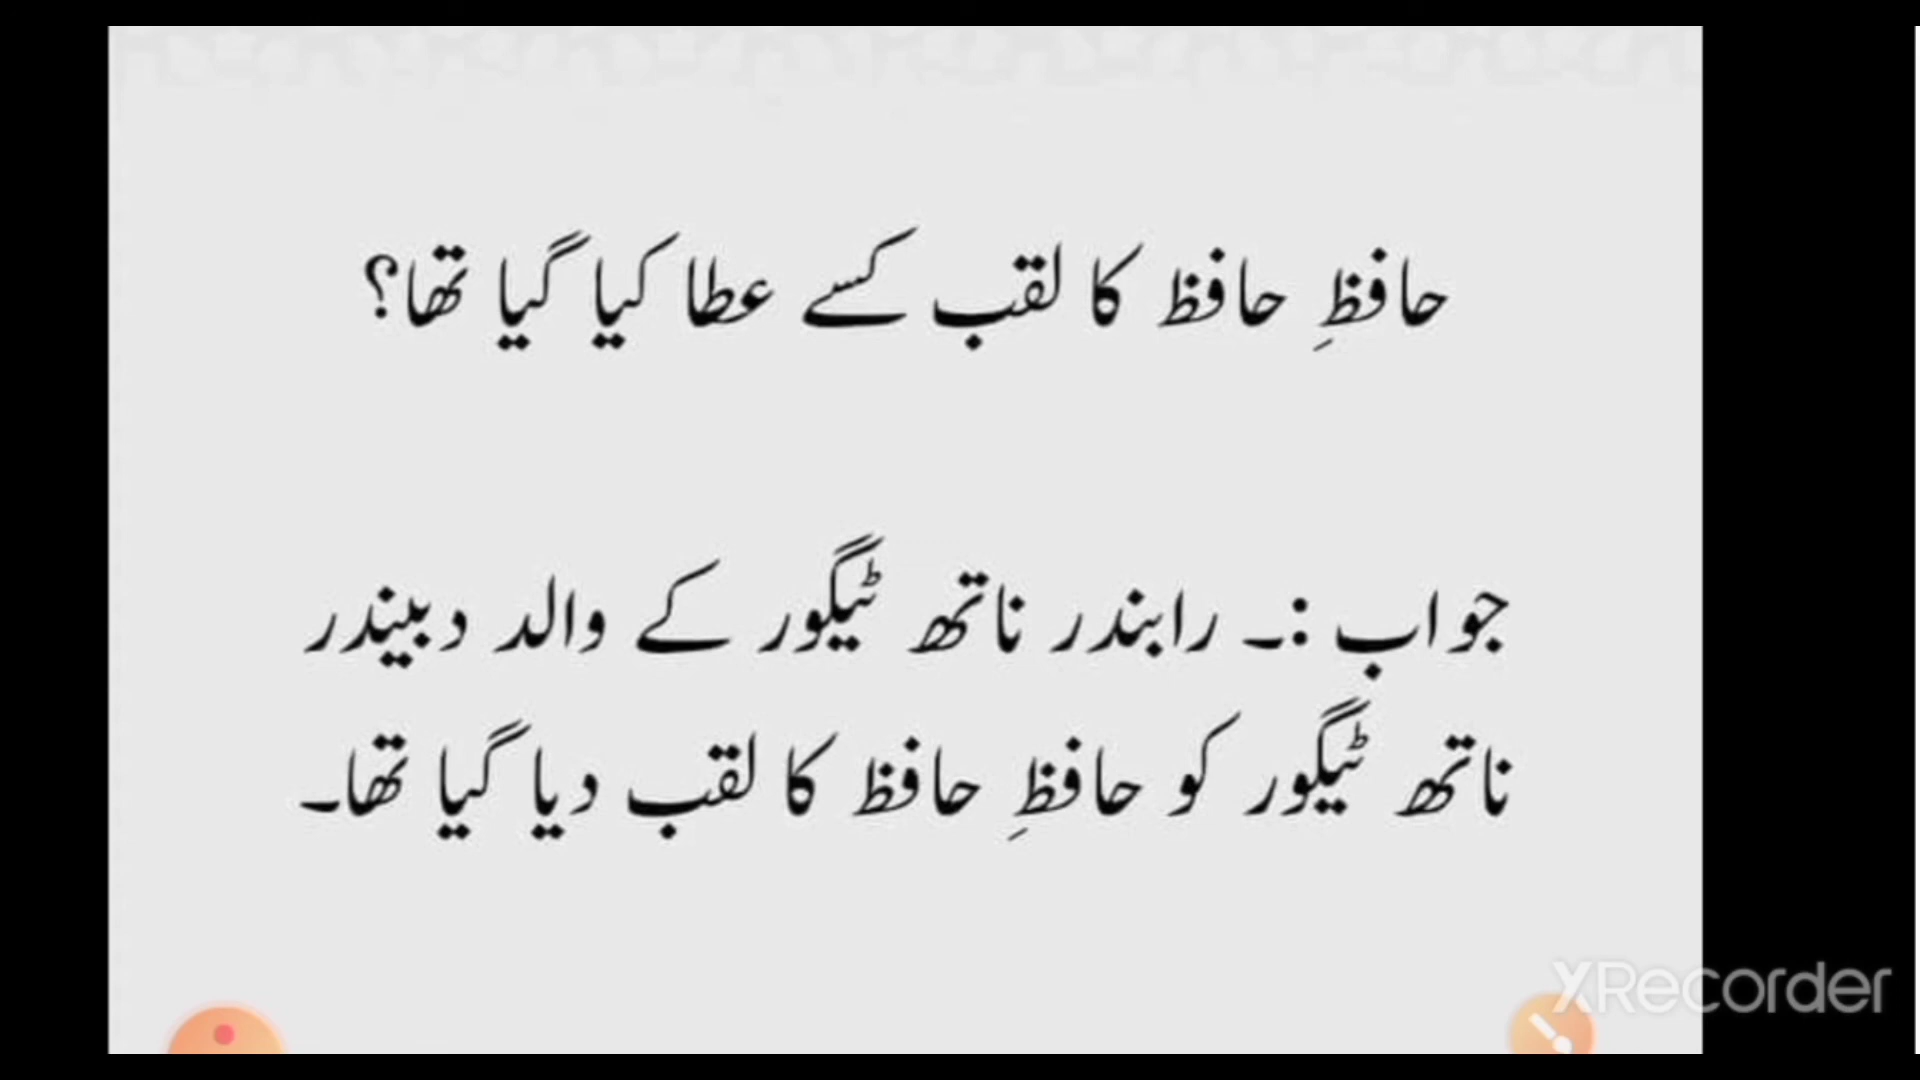 حافظِ حافظ کا لقب کسے عطا کیا گیا تھا؟
جواب :۔ رابندر ناتھ ٹیگور کے والد دبیندر
ناتھ ٹیگور کو حافظِ حافظ کا لقب دیا گیا تھا۔
XRecorder